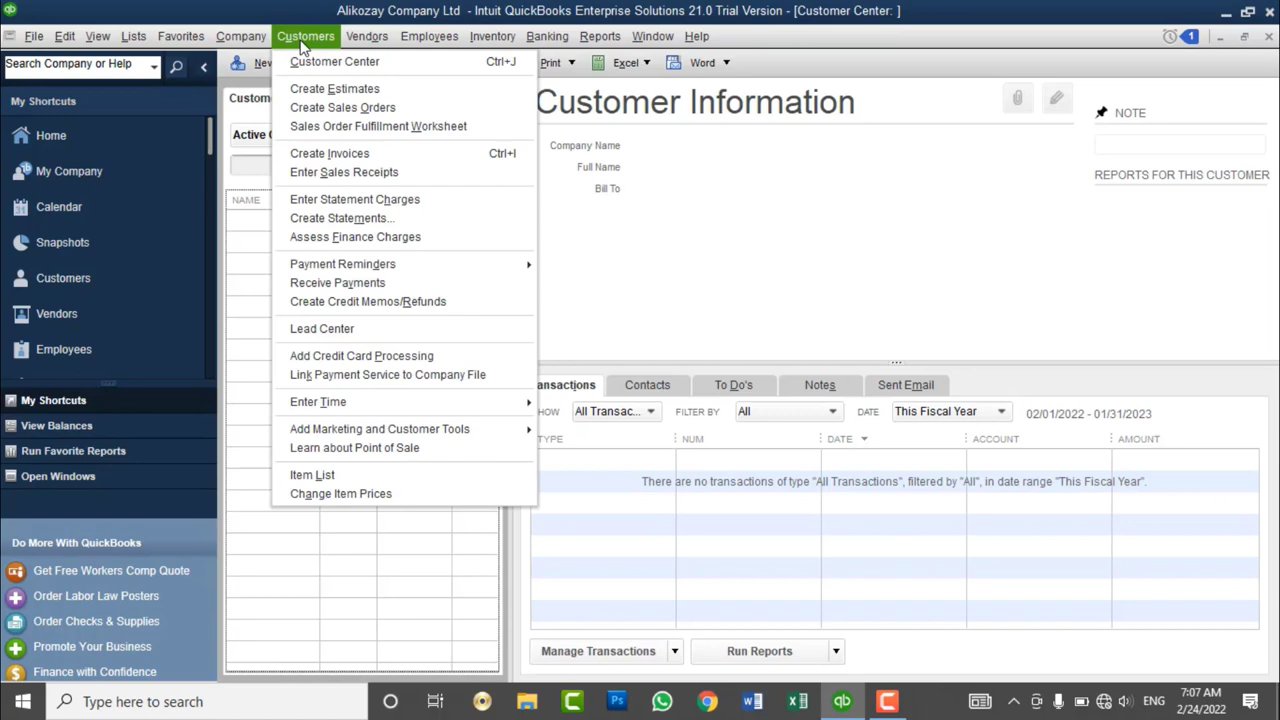 Alikozay Company Ltd - Intuit QuickBooks Enterprise Solutions 21.0 Trial Version - [Customer Center: ]
File Edit View Lists Favorites Company Customers Vendors Employees Inventory Banking Reports Window Help 1
Search Company or Help
New
Print Excel Word
My Shortcuts
Home
My Company
Calendar
Snapshots
Customers
Vendors
Employees
My Shortcuts
View Balances
Run Favorite Reports
Open Windows
Do More With QuickBooks
Get Free Workers Comp Quote
Order Labor Law Posters
Order Checks & Supplies
Promote Your Business
Finance with Confidence
Custome
Active C
NAME
Customer Center Ctrl+J
Create Estimates
Create Sales Orders
Sales Order Fulfillment Worksheet
Create Invoices Ctrl+I
Enter Sales Receipts
Enter Statement Charges
Create Statements...
Assess Finance Charges
Payment Reminders
Receive Payments
Create Credit Memos/Refunds
Lead Center
Add Credit Card Processing
Link Payment Service to Company File
Enter Time
Add Marketing and Customer Tools
Learn about Point of Sale
Item List
Change Item Prices
Customer Information
Company Name
Full Name
Bill To
NOTE
REPORTS FOR THIS CUSTOMER
ansactions Contacts To Do's Notes Sent Email
HOW All Transac... FILTER BY All DATE This Fiscal Year 02/01/2022 - 01/31/2023
TYPE NUM DATE ACCOUNT AMOUNT
There are no transactions of type "All Transactions", filtered by "All", in date range "This Fiscal Year".
Manage Transactions Run Reports
Type here to search
ENG
7:07 AM
2/24/2022